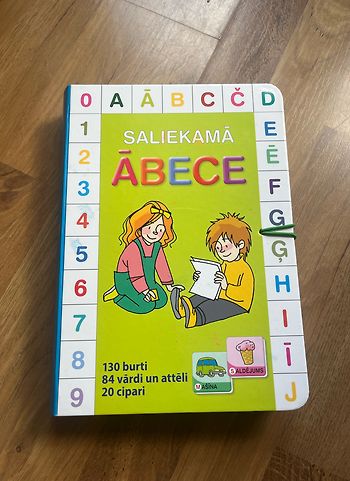 0 A Ā B C Č D
1
2
3
4
5
6
7
8
9
E
Ē
F
G
Ģ
H
I
Ī
J
SALIEKAMĀ
ĀBECE
130 burti
84 vārdi un attēli
20 cipari
MAŠĪNA
SALDĒJUMS